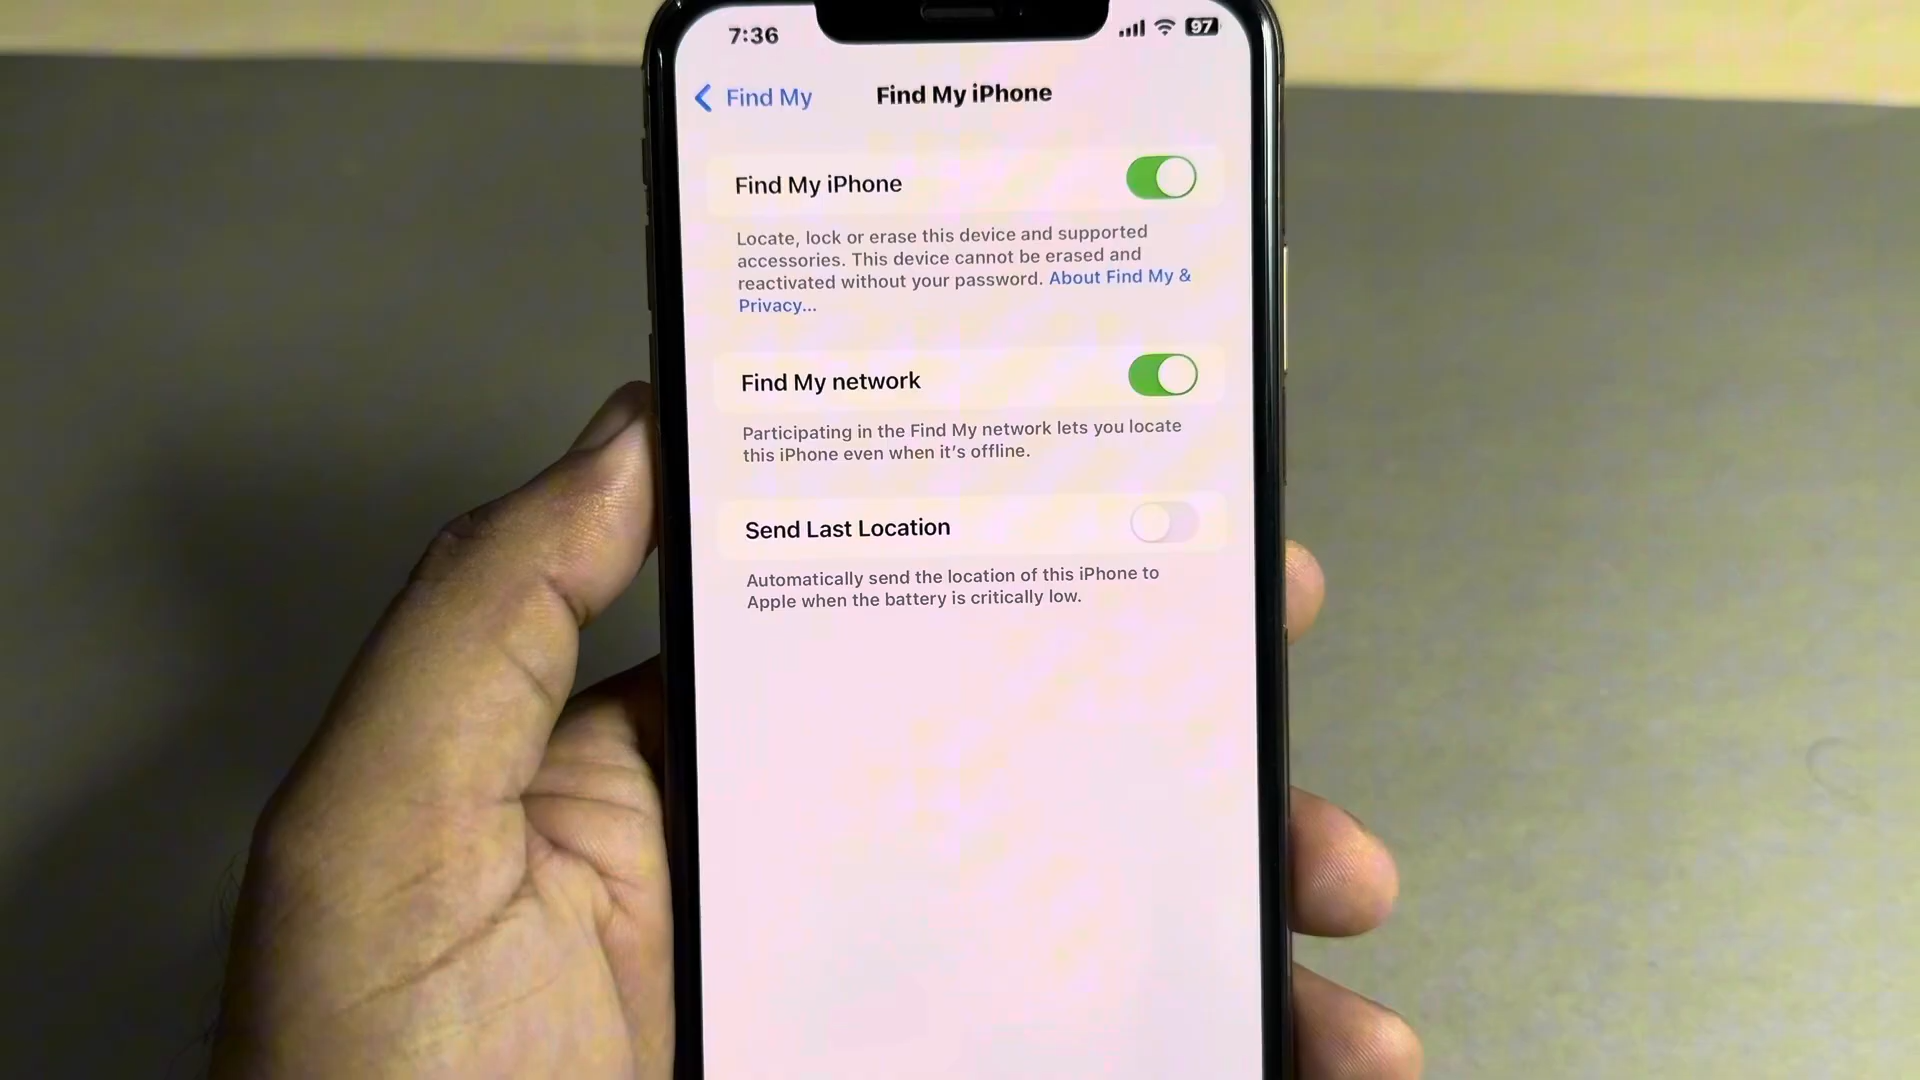 7:36
97
Find My
Find My iPhone
Find My iPhone
Locate, lock or erase this device and supported
accessories. This device cannot be erased and
reactivated without your password. About Find My &
Privacy...
Find My network
Participating in the Find My network lets you locate
this iPhone even when it's offline.
Send Last Location
Automatically send the location of this iPhone to
Apple when the battery is critically low.